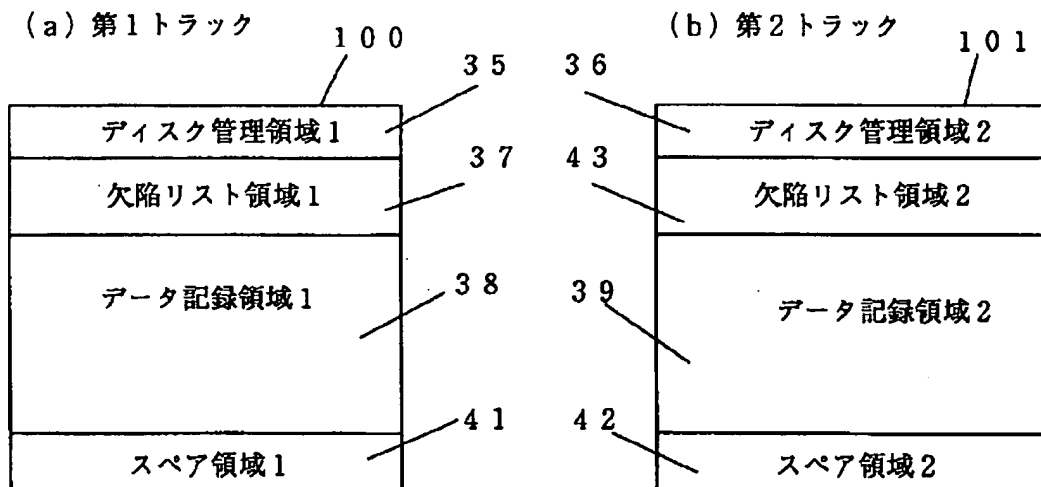 (a)第1トラック
(b)第2トラック
100
101
35
36
ディスク管理領域1
ディスク管理領域2
37
43
欠陥リスト領域1
欠陥リスト領域2
データ記録領域1
データ記録領域2
38
39
41
42
スペア領域1
スペア領域2